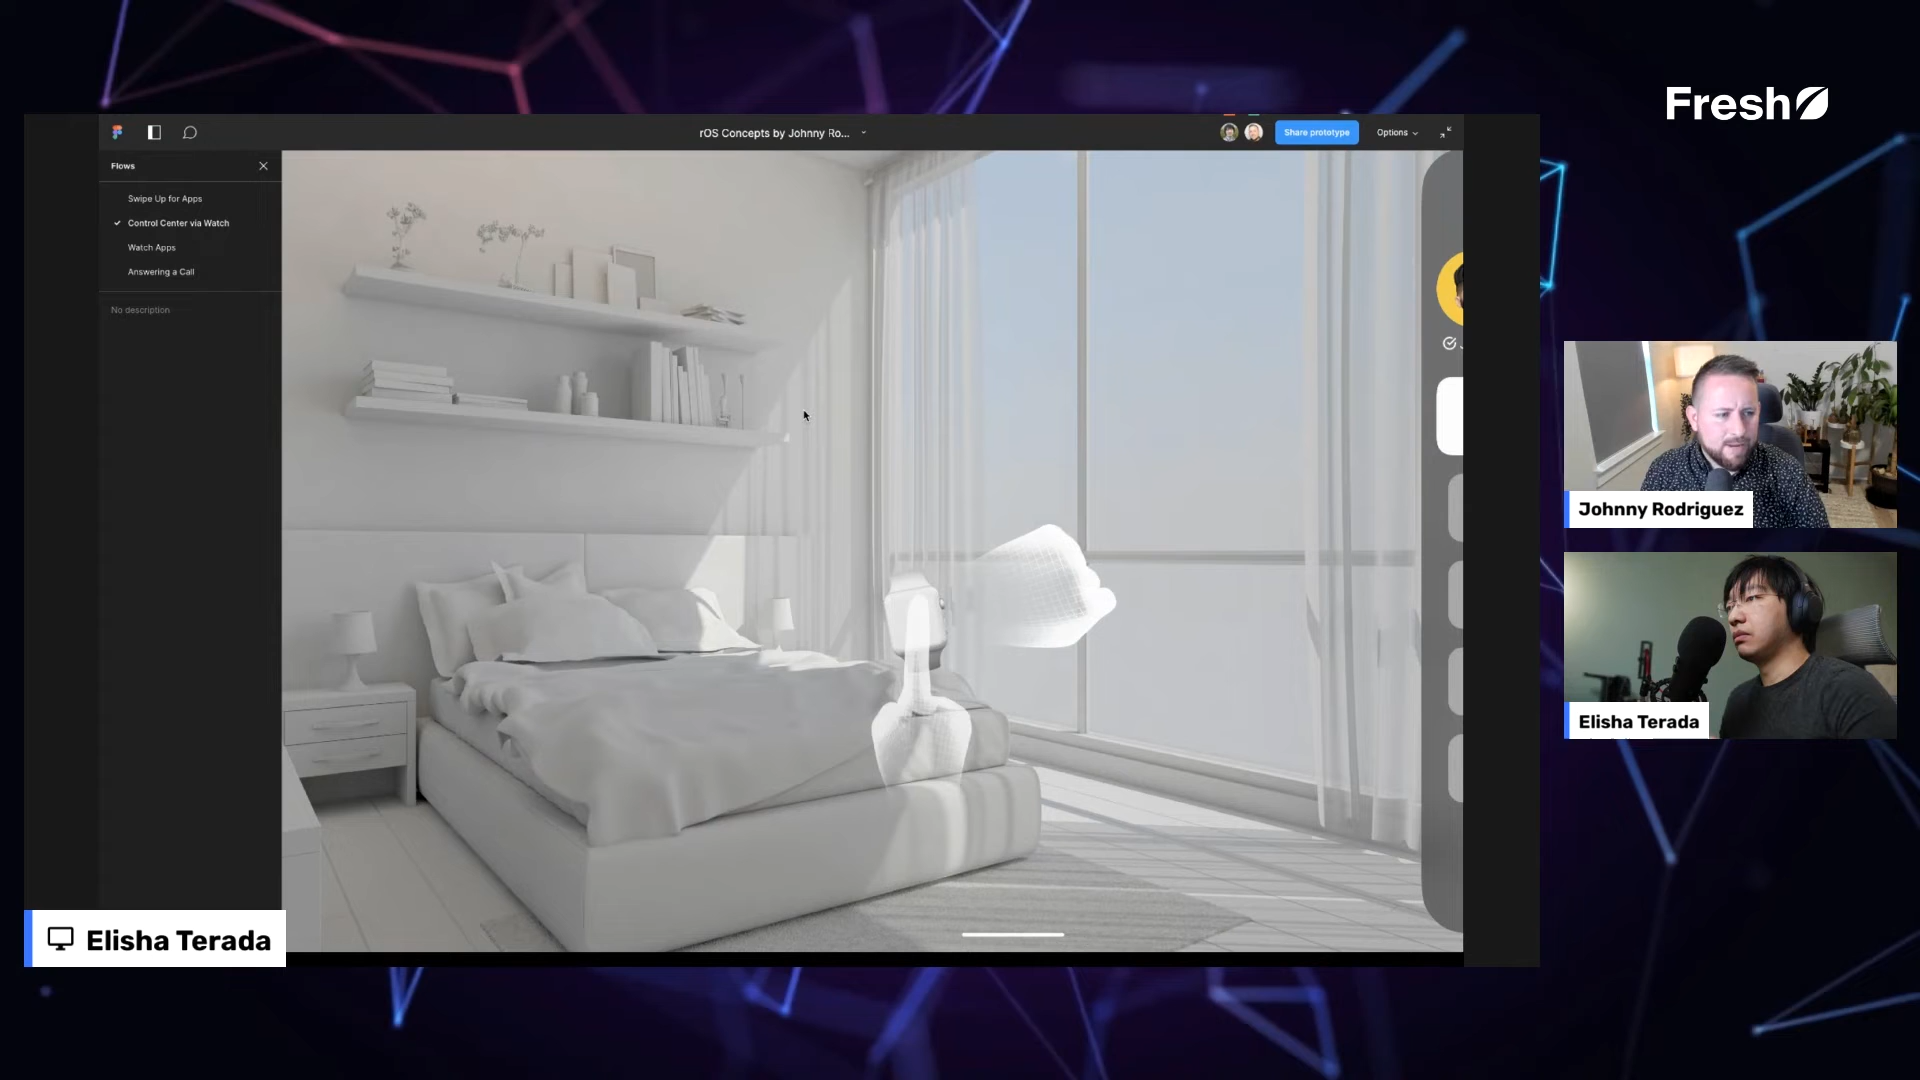 Fresh
rOS Concepts by Johnny Ro...
Share prototype
Options
Flows
Swipe Up for Apps
Control Center via Watch
Watch Apps
Answering a Call
No description
Johnny Rodriguez
Elisha Terada
Elisha Terada